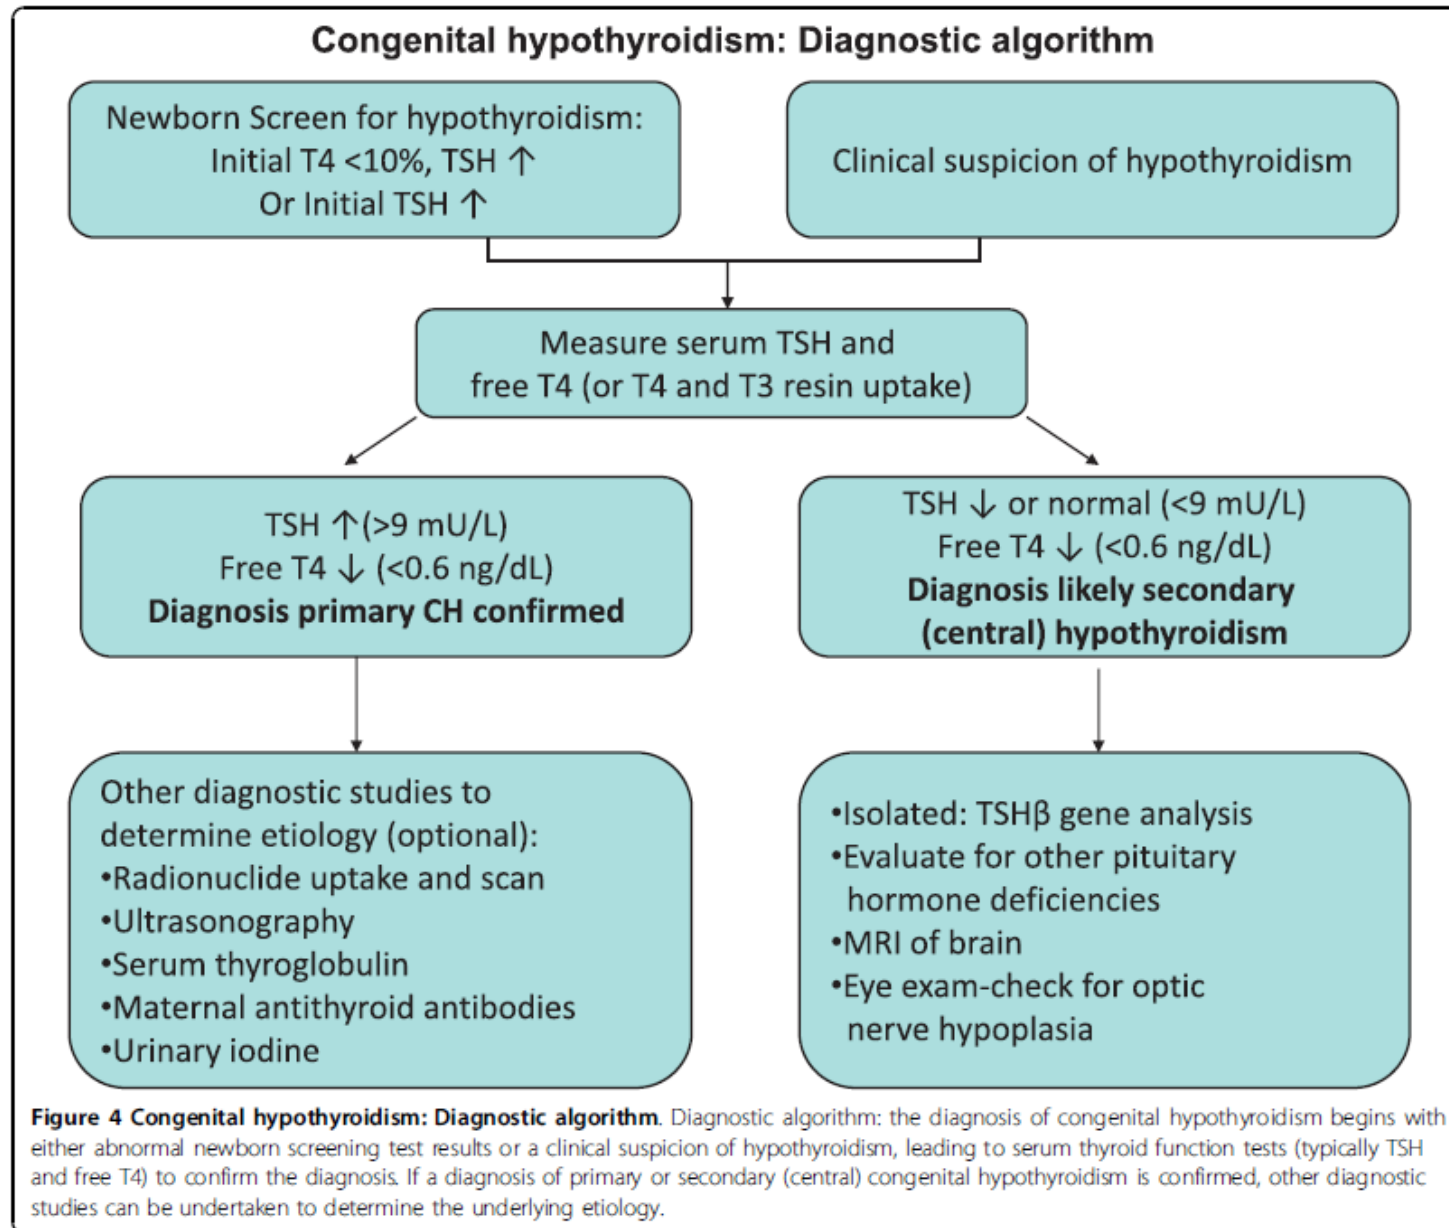 Congenital hypothyroidism: Diagnostic algorithm
Newborn Screen for hypothyroidism:
Initial T4 <10%, TSH ↑
Or Initial TSH ↑
Clinical suspicion of hypothyroidism
Measure serum TSH and
free T4 (or T4 and T3 resin uptake)
TSH ↑(>9 mU/L)
Free T4 ↓ (<0.6 ng/dL)
Diagnosis primary CH confirmed
TSH ↓ or normal (<9 mU/L)
Free T4 ↓ (<0.6 ng/dL)
Diagnosis likely secondary
(central) hypothyroidism
Other diagnostic studies to
determine etiology (optional):
•Radionuclide uptake and scan
•Ultrasonography
•Serum thyroglobulin
•Maternal antithyroid antibodies
•Urinary iodine
•Isolated: TSHβ gene analysis
•Evaluate for other pituitary
hormone deficiencies
•MRI of brain
•Eye exam-check for optic
nerve hypoplasia
Figure 4 Congenital hypothyroidism: Diagnostic algorithm. Diagnostic algorithm: the diagnosis of congenital hypothyroidism begins with
either abnormal newborn screening test results or a clinical suspicion of hypothyroidism, leading to serum thyroid function tests (typically TSH
and free T4) to confirm the diagnosis. If a diagnosis of primary or secondary (central) congenital hypothyroidism is confirmed, other diagnostic
studies can be undertaken to determine the underlying etiology.